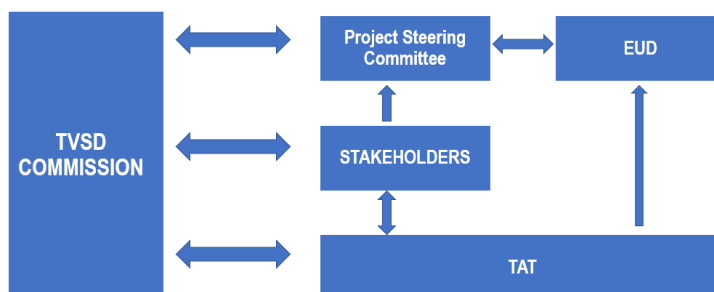 TVSD
COMMISSION
Project Steering
Committee
EUD
STAKEHOLDERS
TAT